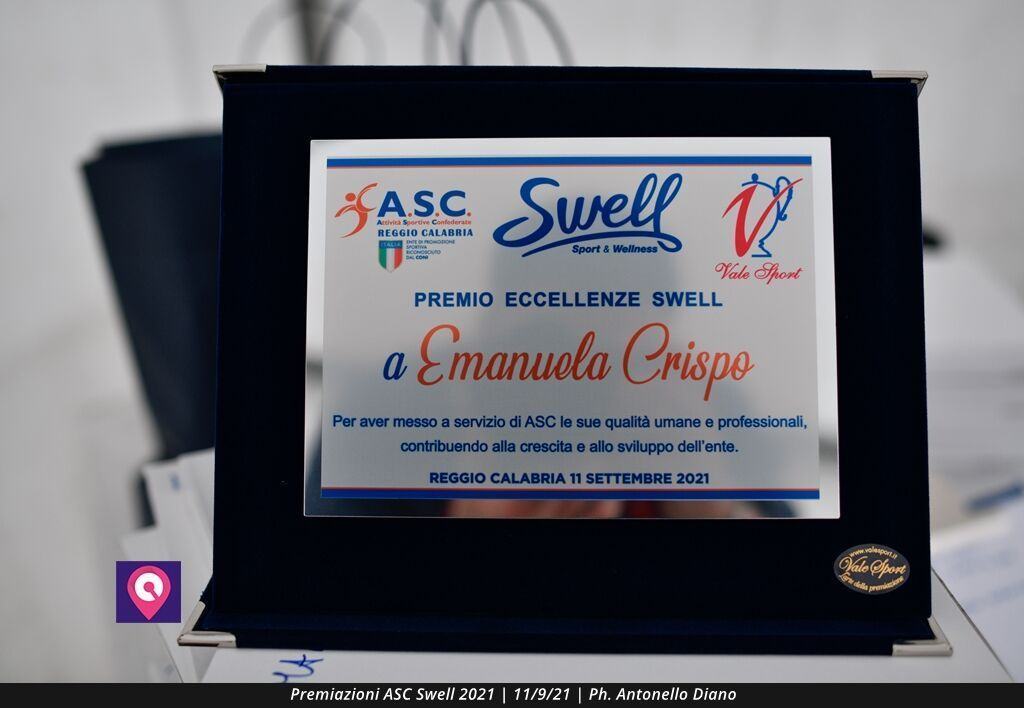 A.S.C.
Attività Sportive Confederate
REGGIO CALABRIA
ITALIA
ENTE DI PROMOZIONE
SPORTIVA
RICONOSCIUTO
DAL CONI
Swell
Sport & Wellness
V
Vale Sport
PREMIO ECCELLENZE SWELL
a Emanuela Crispo
Per aver messo a servizio di ASC le sue qualità umane e professionali,
contribuendo alla crescita e allo sviluppo dell'ente.
REGGIO CALABRIA 11 SETTEMBRE 2021
www.valesport.it
Vale Sport
l'arte della premiazione
Premiazioni ASC Swell 2021 | 11/9/21 | Ph. Antonello Diano